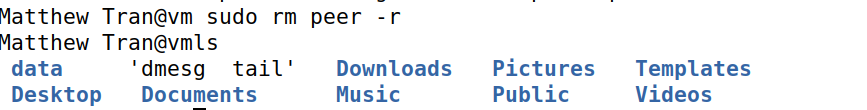 Matthew Tran@vm sudo rm peer -r
Matthew Tran@vmls
data 'dmesg tail' Downloads Pictures Templates
Desktop Documents Music Public Videos